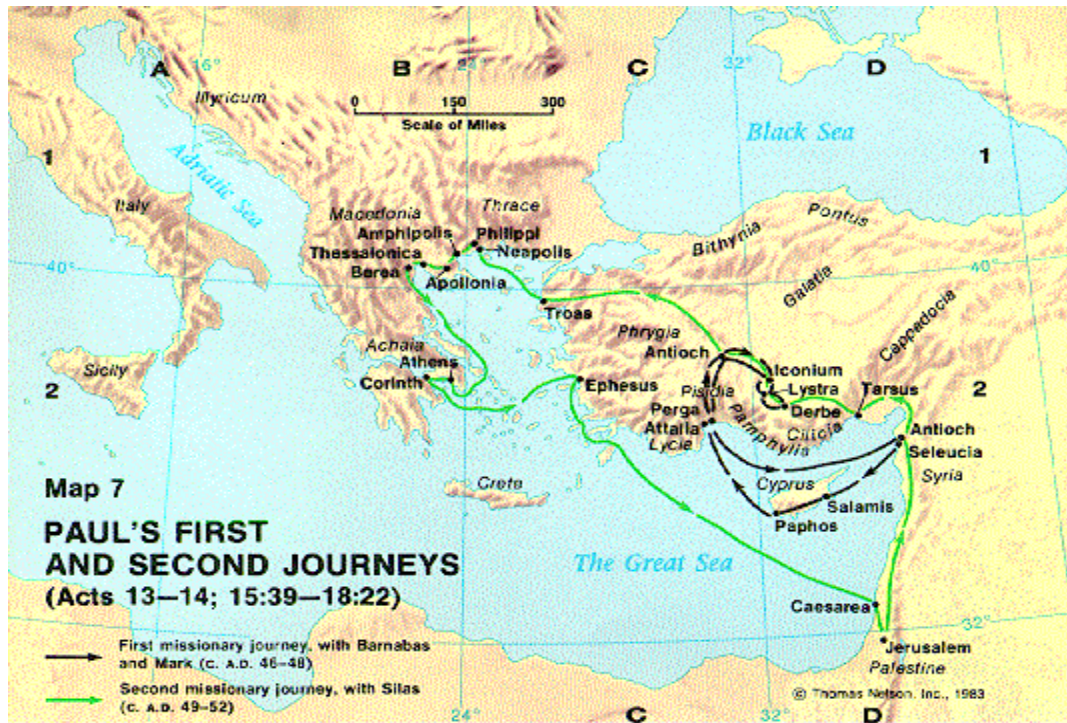 A
B
C
D
16°
24°
32°
Illyricum
0 150 300
Scale of Miles
Black Sea
1
1
Adriatic Sea
Italy
Macedonia
Thrace
Pontus
Amphipolis
Philippi
Bithynia
Thessalonica
Neapolis
40°
Berea
40°
Apollonia
Galatia
Troas
Cappadocia
Phrygia
Achaia
Antioch
Athens
Iconium
Sicily
2
Corinth
Ephesus
Pisidia
Lystra
Tarsus
2
Derbe
Perga
Pamphylia
Cilicia
Attalia
Antioch
Lycia
Seleucia
Map 7
Crete
Cyprus
Syria
Salamis
PAUL'S FIRST
Paphos
AND SECOND JOURNEYS
The Great Sea
(Acts 13—14; 15:39—18:22)
Caesarea
32°
First missionary journey, with Barnabas
and Mark (C. A.D. 46–48)
Jerusalem
Palestine
Second missionary journey, with Silas
(C. A.D. 49–52)
© Thomas Nelson, Inc., 1983
24°
C
32°
D